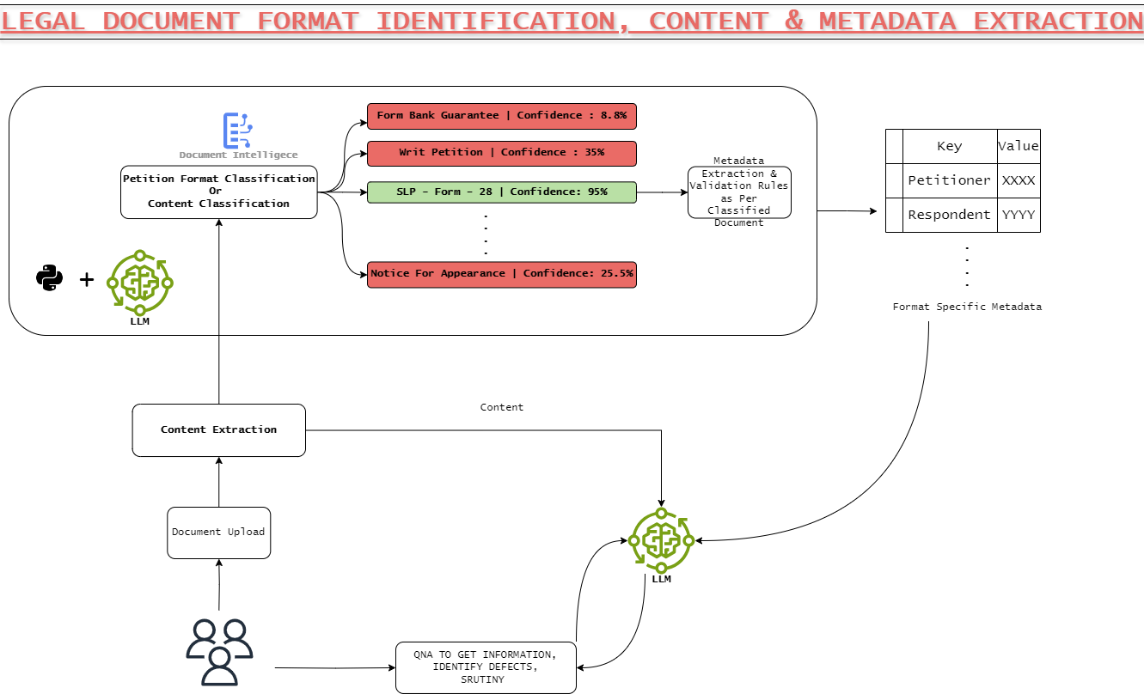 LEGAL DOCUMENT FORMAT IDENTIFICATION, CONTENT & METADATA EXTRACTION
Document Intelligece
Petition Format Classification
Or
Content Classification
Form Bank Guarantee | Confidence : 8.8%
Writ Petition | Confidence : 35%
SLP - Form - 28 | Confidence: 95%
Notice For Appearance | Confidence: 25.5%
Metadata
Extraction &
Validation Rules
as Per
Classified
Document
Key Value
Petitioner XXXX
Respondent YYYY
Format Specific Metadata
+
LLM
Content Extraction
Content
Document Upload
LLM
QNA TO GET INFORMATION,
IDENTIFY DEFECTS,
SRUTINY